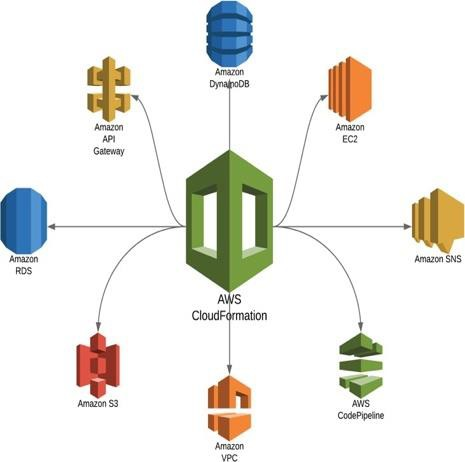 Amazon
DynamoDB
Amazon
API
Gateway
Amazon
EC2
Amazon
RDS
Amazon SNS
AWS
CloudFormation
Amazon S3
AWS
CodePipeline
Amazon
VPC